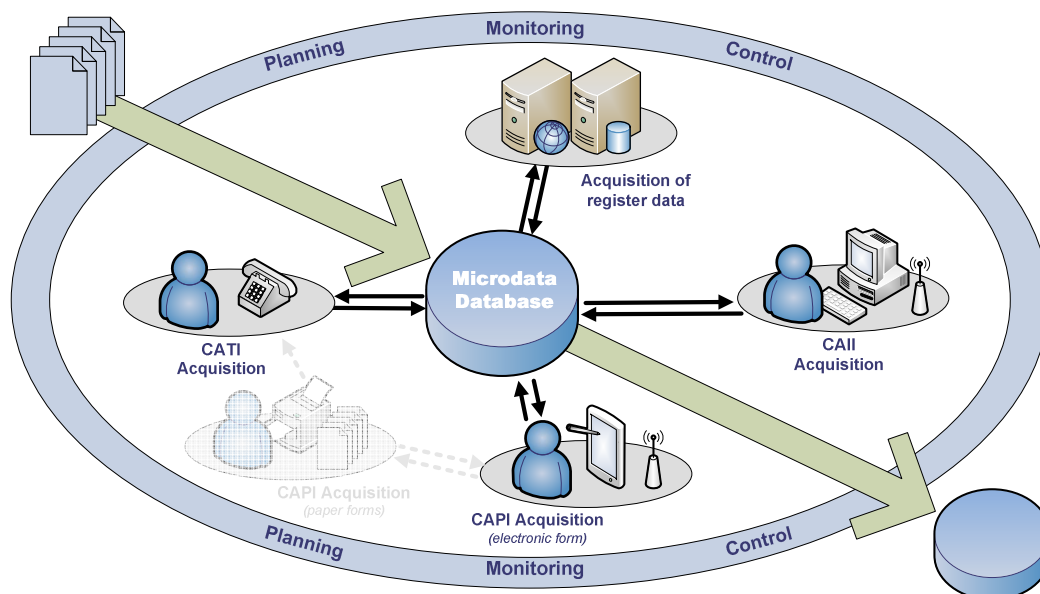 Monitoring
Planning
Control
Acquisition of
register data
Microdata
Database
CATI
Acquisition
CAII
Acquisition
CAPI Acquisition
(paper forms)
CAPI Acquisition
(electronic form)
Planning
Control
Monitoring